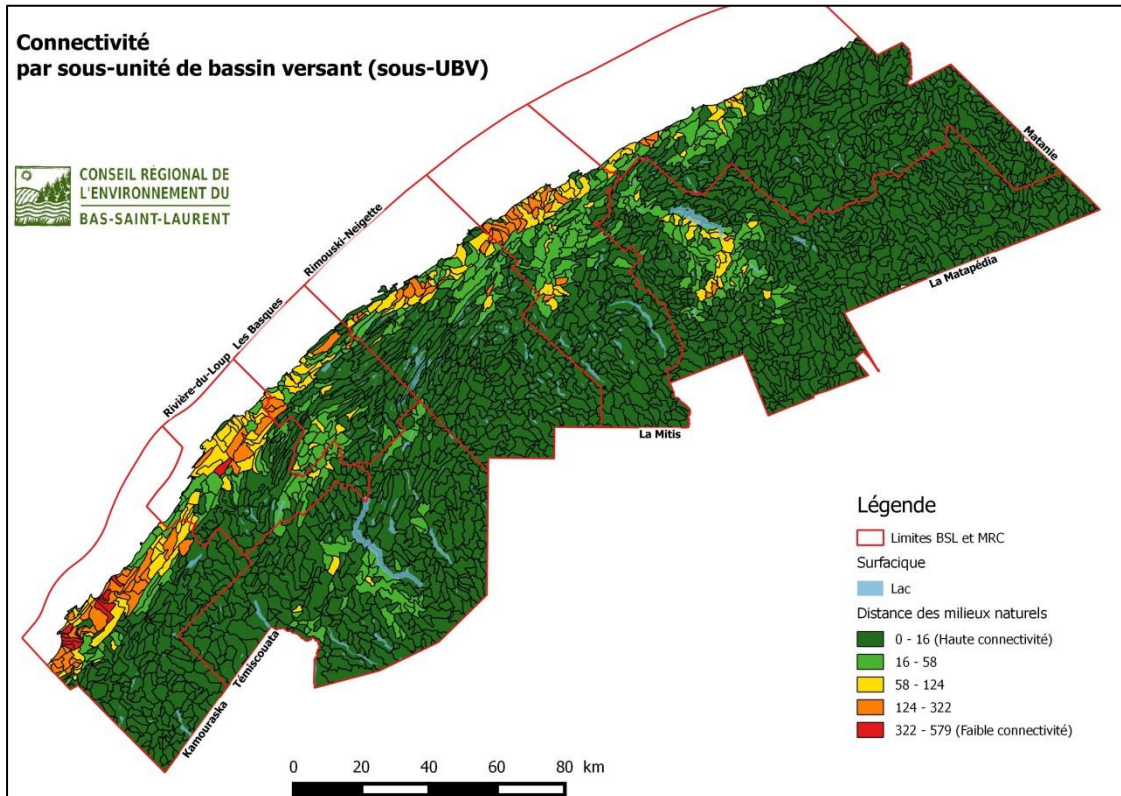 Connectivité
par sous-unité de bassin versant (sous-UBV)
CONSEIL RÉGIONAL DE
L'ENVIRONNEMENT DU
BAS-SAINT-LAURENT
Matanie
Rimouski-Neigette
La Matapédia
Les Basques
Rivière-du-Loup
La Mitis
Témiscouata
Kamouraska
Légende
Limites BSL et MRC
Surfacique
Lac
Distance des milieux naturels
0 - 16 (Haute connectivité)
16 - 58
58 - 124
124 - 322
322 - 579 (Faible connectivité)
0 20 40 60 80 km